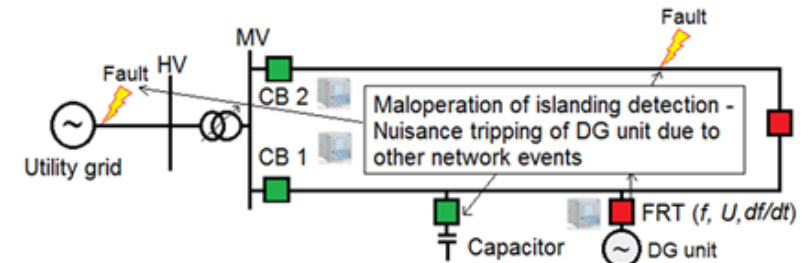 MV
Fault
Fault
HV
CB 2
Maloperation of islanding detection -
Nuisance tripping of DG unit due to
other network events
~
Utility grid
CB 1
FRT (f, U,df/dt)
Capacitor
~
DG unit